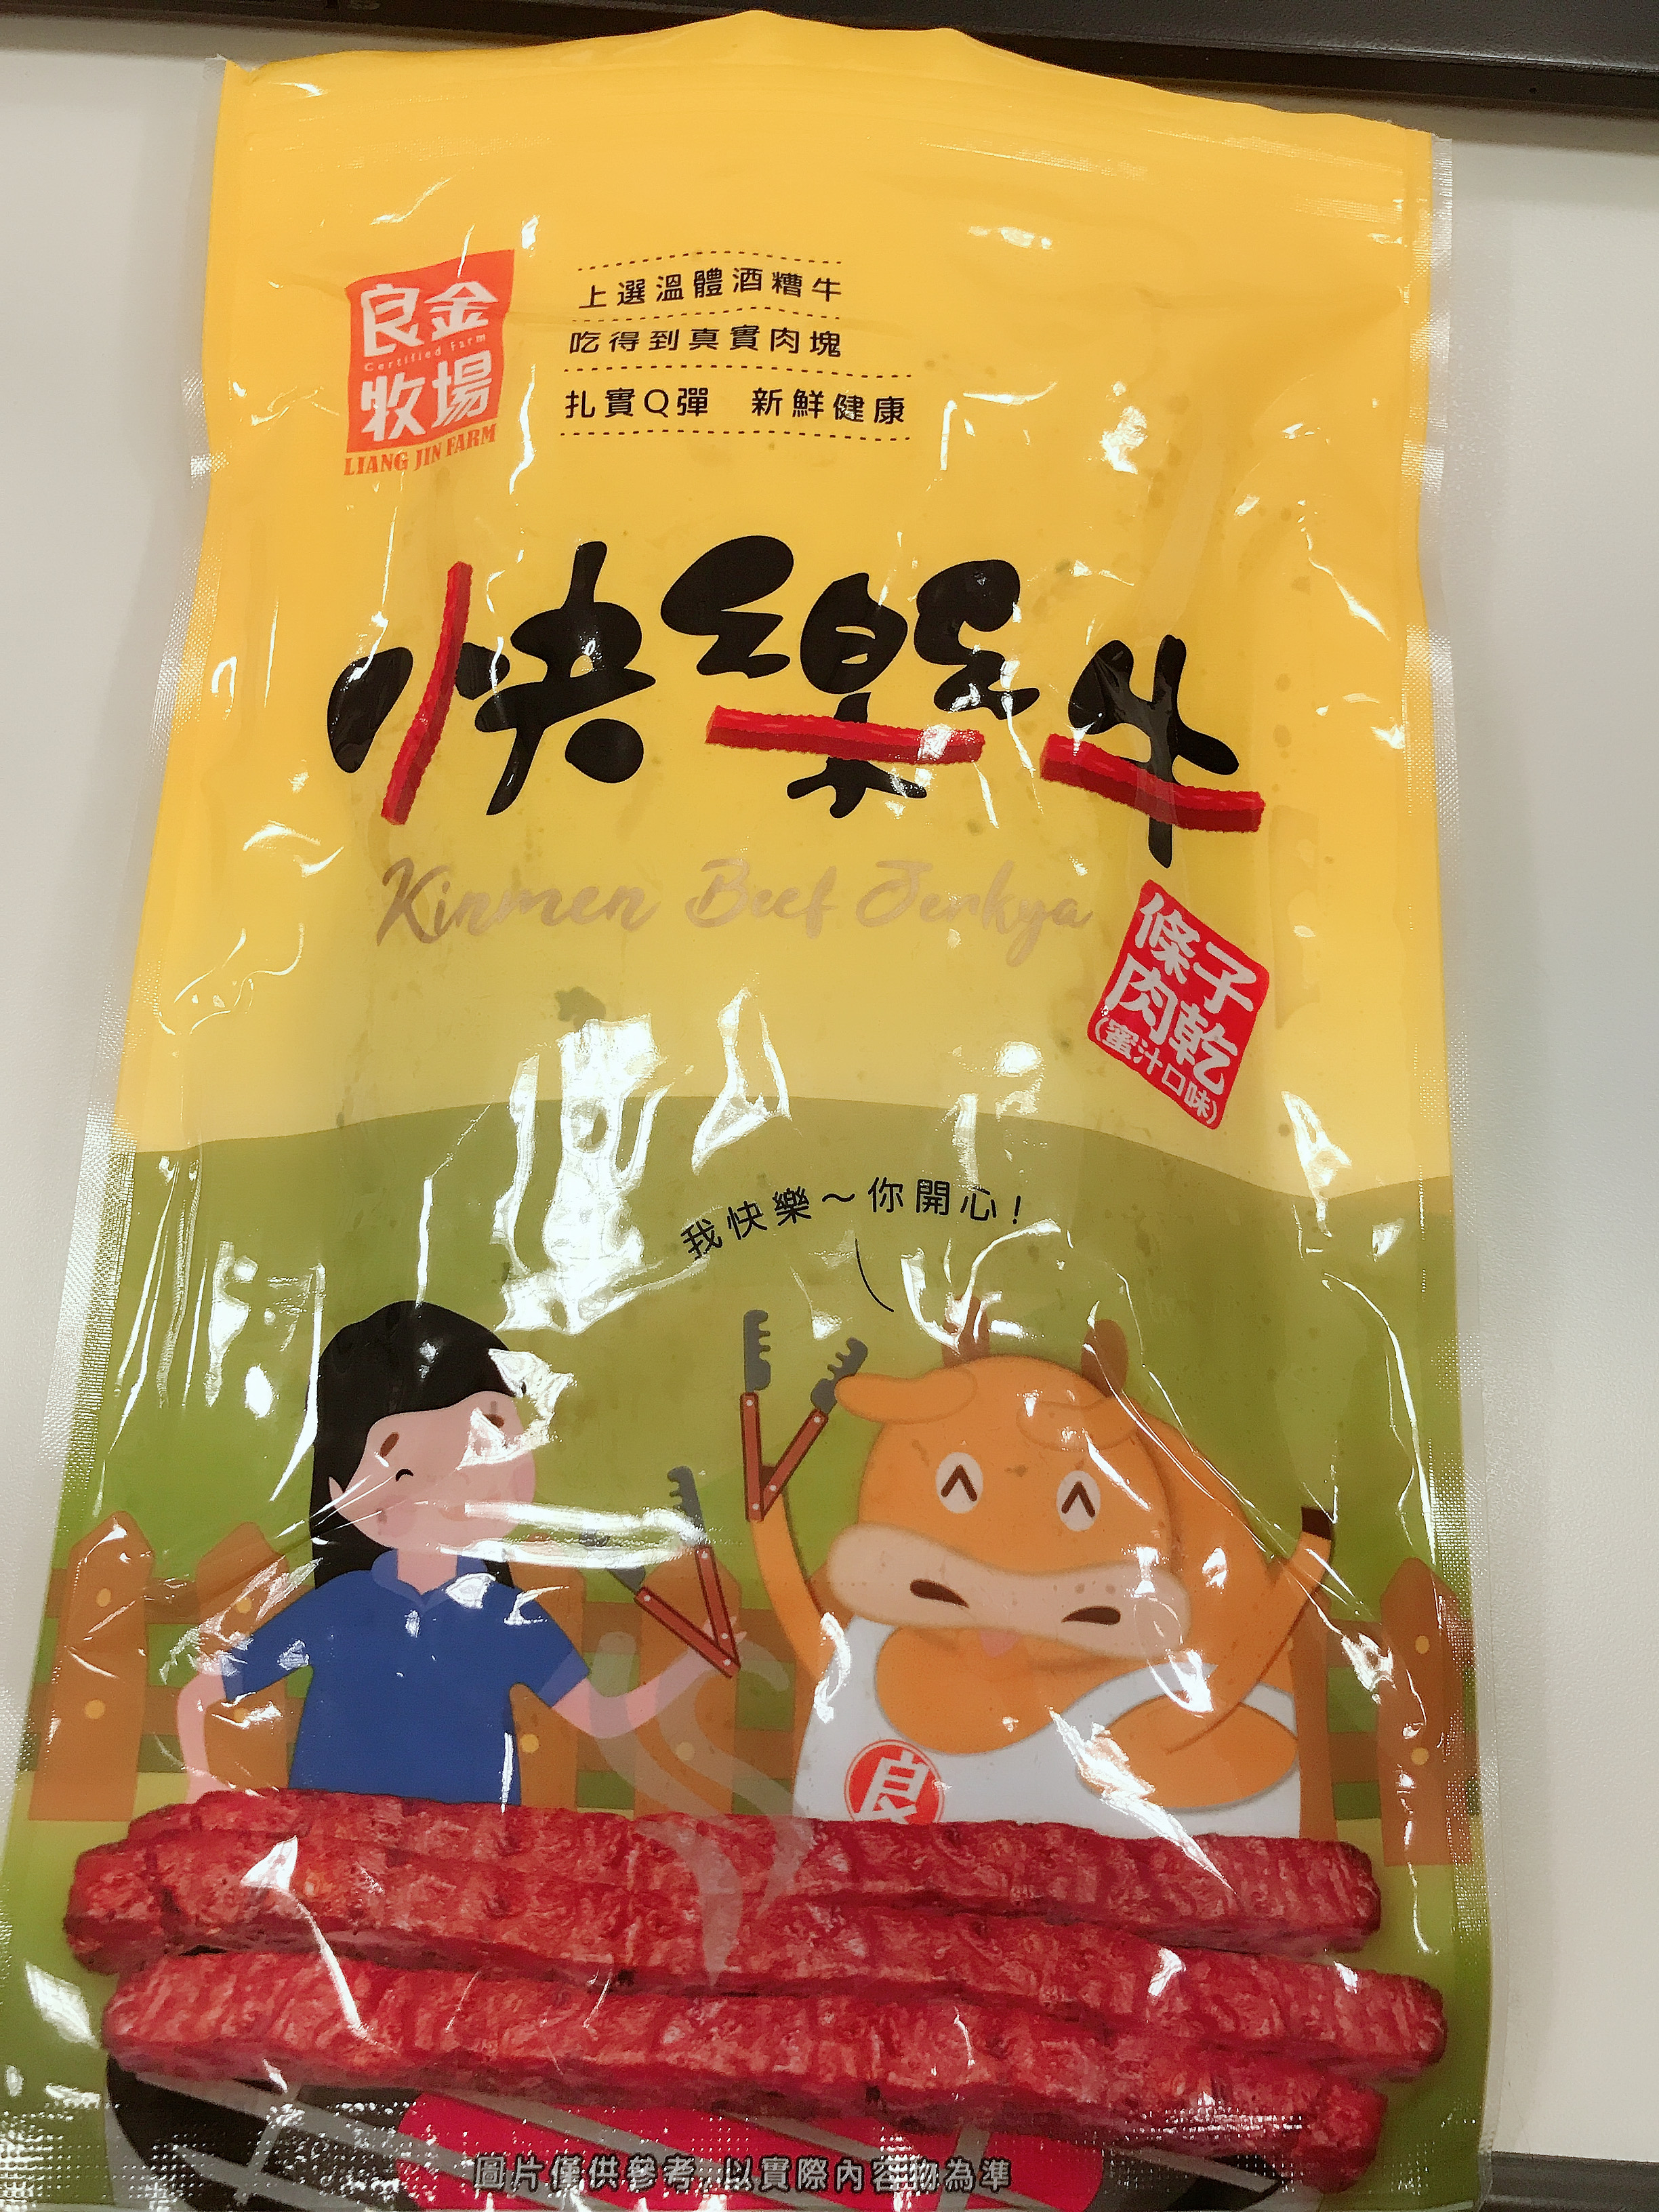 良金
Certified Farm
牧場
LIANG JIN FARM
上選溫體酒糟牛
吃得到真實肉塊
扎實Q彈 新鮮健康
快樂牛
Kinmen Beef Jerkya
條子
肉乾
(蜜汁口味)
我快樂～你開心!
良
圖片僅供參考,以實際內容物為準